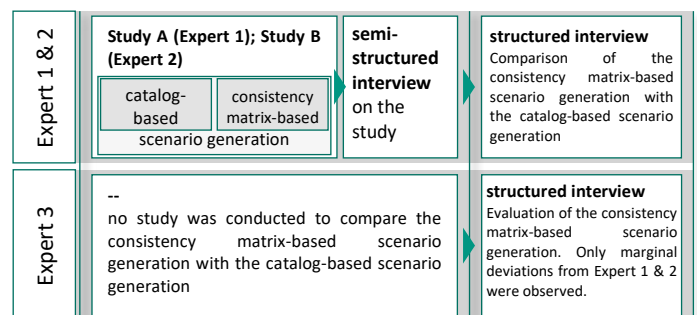 Expert 1 & 2
Study A (Expert 1); Study B
(Expert 2)
catalog-
based
consistency
matrix-based
scenario generation
semi-
structured
interview
on the
study
structured interview
Comparison of the
consistency matrix-based
scenario generation with
the catalog-based scenario
generation
Expert 3
--
no study was conducted to compare the
consistency matrix-based scenario
generation with the catalog-based scenario
generation
structured interview
Evaluation of the consistency
matrix-based scenario
generation. Only marginal
deviations from Expert 1 & 2
were observed.